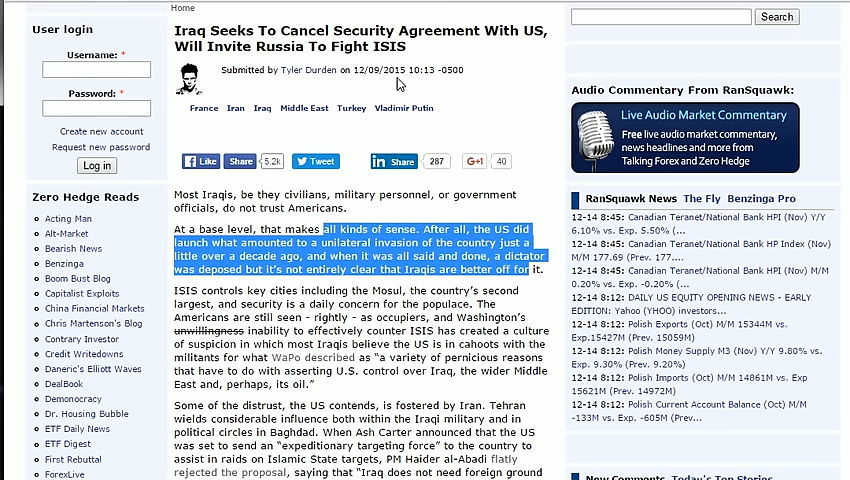 Home
User login
Username: *
Password: *
Create new account
Request new password
Log in
Zero Hedge Reads
Acting Man
Alt-Market
Bearish News
Benzinga
Boom Bust Blog
Capitalist Exploits
China Financial Markets
Chris Martenson's Blog
Contrary Investor
Credit Writedowns
Daneric's Elliott Waves
DealBook
Demonocracy
Dr. Housing Bubble
ETF Daily News
ETF Digest
First Rebuttal
ForexLive
Iraq Seeks To Cancel Security Agreement With US,
Will Invite Russia To Fight ISIS
Submitted by Tyler Durden on 12/09/2015 10:13 -0500
France Iran Iraq Middle East Turkey Vladimir Putin
Like Share 5.2k Tweet Share 287 +1 40
Most Iraqis, be they civilians, military personnel, or government
officials, do not trust Americans.
At a base level, that makes all kinds of sense. After all, the US did
launch what amounted to a unilateral invasion of the country just a
little over a decade ago, and when it was all said and done, a dictator
was deposed but it's not entirely clear that Iraqis are better off for it.
ISIS controls key cities including the Mosul, the country's second
largest, and security is a daily concern for the populace. The
Americans are still seen - rightly - as occupiers, and Washington's
unwillingness inability to effectively counter ISIS has created a culture
of suspicion in which most Iraqis believe the US is in cahoots with the
militants for what WaPo described as “a variety of pernicious reasons
that have to do with asserting U.S. control over Iraq, the wider Middle
East and, perhaps, its oil.”
Some of the distrust, the US contends, is fostered by Iran. Tehran
wields considerable influence both within the Iraqi military and in
political circles in Baghdad. When Ash Carter announced that the US
was set to send an “expeditionary targeting force” to the country to
assist in raids on Islamic State targets, PM Haider al-Abadi flatly
rejected the proposal, saying that “Iraq does not need foreign ground
Search
Audio Commentary From RanSquawk:
Live Audio Market Commentary
Free live audio market commentary,
news headlines and more from
Talking Forex and Zero Hedge
RanSquawk News The Fly Benzinga Pro
12-14 8:45: Canadian Teranet/National Bank HPI (Nov) Y/Y
6.10% vs. Exp. 5.50% (...
12-14 8:45: Canadian Teranet/National Bank HP Index (Nov)
M/M 177.69 (Prev. 177....
12-14 8:45: Canadian Teranet/National Bank HPI (Nov) M/M
0.20% vs. Exp. -0.20% (...
12-14 8:12: DAILY US EQUITY OPENING NEWS - EARLY
EDITION: Yahoo (YHOO) investors...
12-14 8:12: Polish Exports (Oct) M/M 15344M vs.
Exp.15427M (Prev. 15059M)
12-14 8:12: Polish Money Supply M3 (Nov) Y/Y 9.80% vs.
Exp. 9.30% (Prev. 9.20%)
12-14 8:12: Polish Imports (Oct) M/M 14861M vs. Exp
15621M (Prev. 14972M)
12-14 8:12: Polish Current Account Balance (Oct) M/M
-133M vs. Exp. -605M (Prev...
New Comments Today's Top Stories